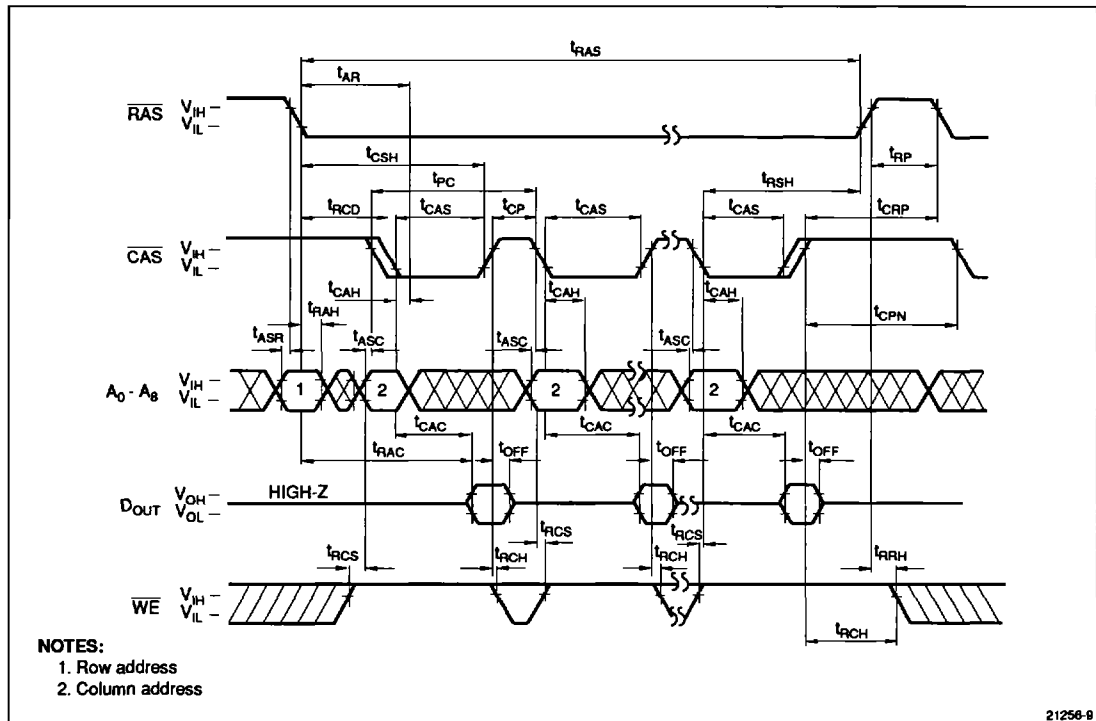 tRAS
tAR
RAS VIH –
VIL –
tRP
tCSH
tPC tRSH
tRCD tCAS tCP tCAS tCAS tCRP
CAS VIH –
VIL –
tCAH tCAH tCAH
tRAH tCPN
tASR tASC tASC tASC
A0 - A8 VIH – 1 2 2 2
VIL –
tCAC tCAC tCAC
tRAC tOFF tOFF tOFF
DOUT VOH – HIGH-Z
VOL –
tRCS tRCS
tRCS tRCH tRCH tRRH
WE VIH –
VIL –
tRCH
NOTES:
1. Row address
2. Column address
21256-9